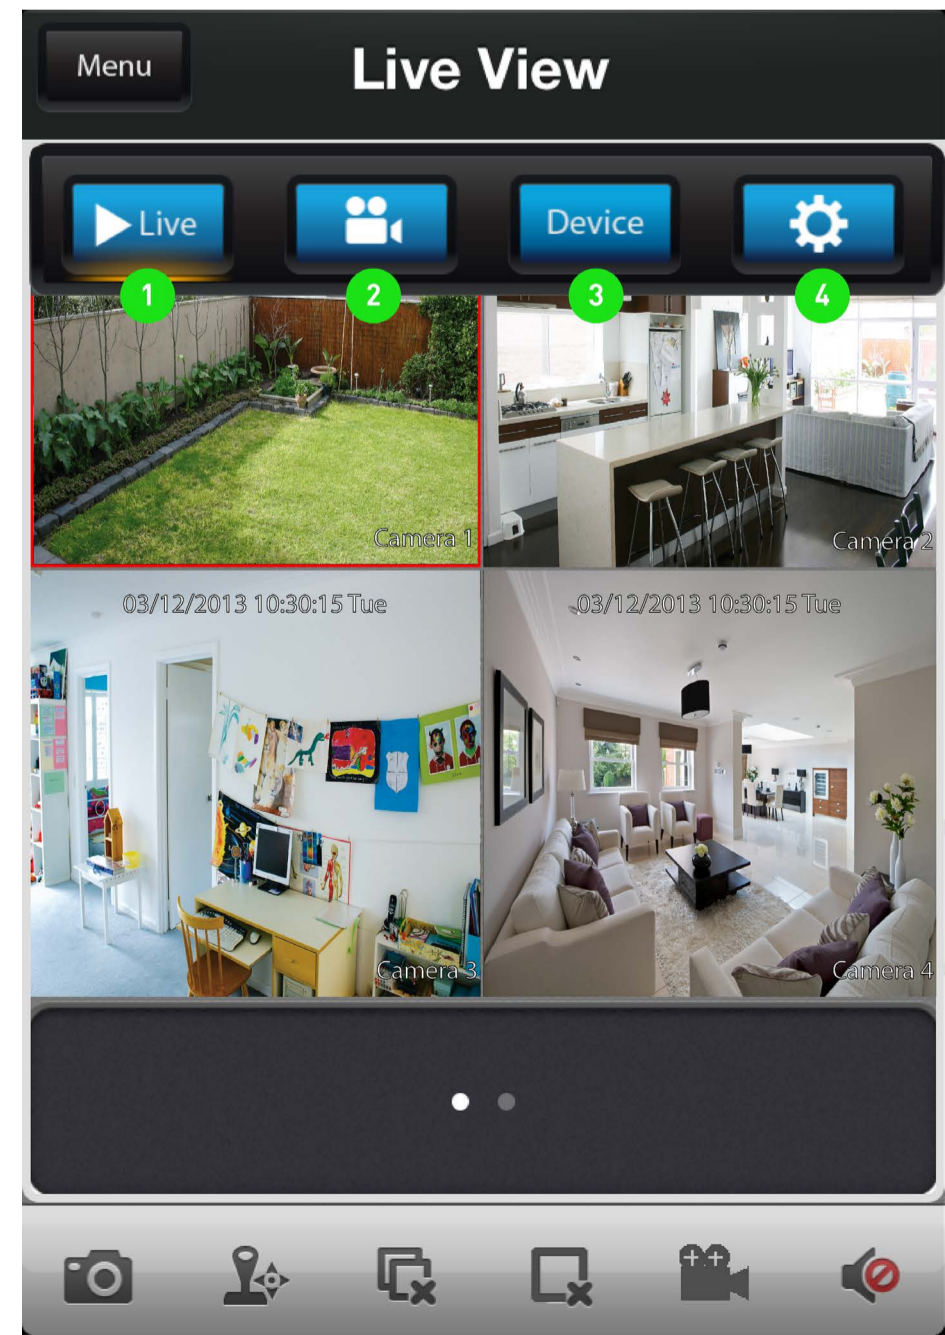 Menu
Live View
Live
Device
1
2
3
4
Camera 1
Camera 2
03/12/2013 10:30:15 Tue
03/12/2013 10:30:15 Tue
Camera 3
Camera 4